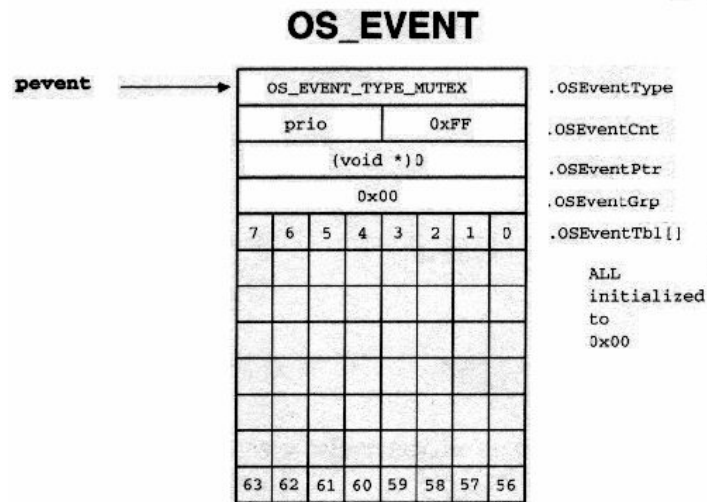 OS_EVENT
pevent
OS_EVENT_TYPE_MUTEX .OSEventType
prio 0xFF .OSEventCnt
(void *)0 .OSEventPtr
0x00 .OSEventGrp
7 6 5 4 3 2 1 0 .OSEventTbl[]
ALL
initialized
to
0x00
63 62 61 60 59 58 57 56